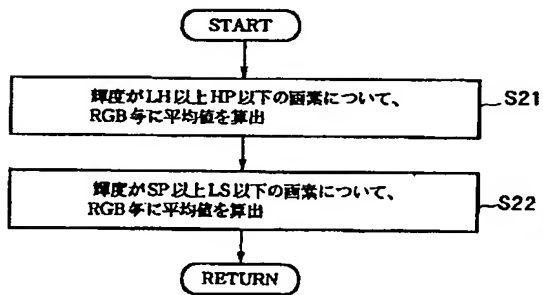 START
輝度がLH以上HP以下の画素について、
RGB毎に平均値を算出
S21
輝度がSP以上LS以下の画素について、
RGB毎に平均値を算出
S22
RETURN